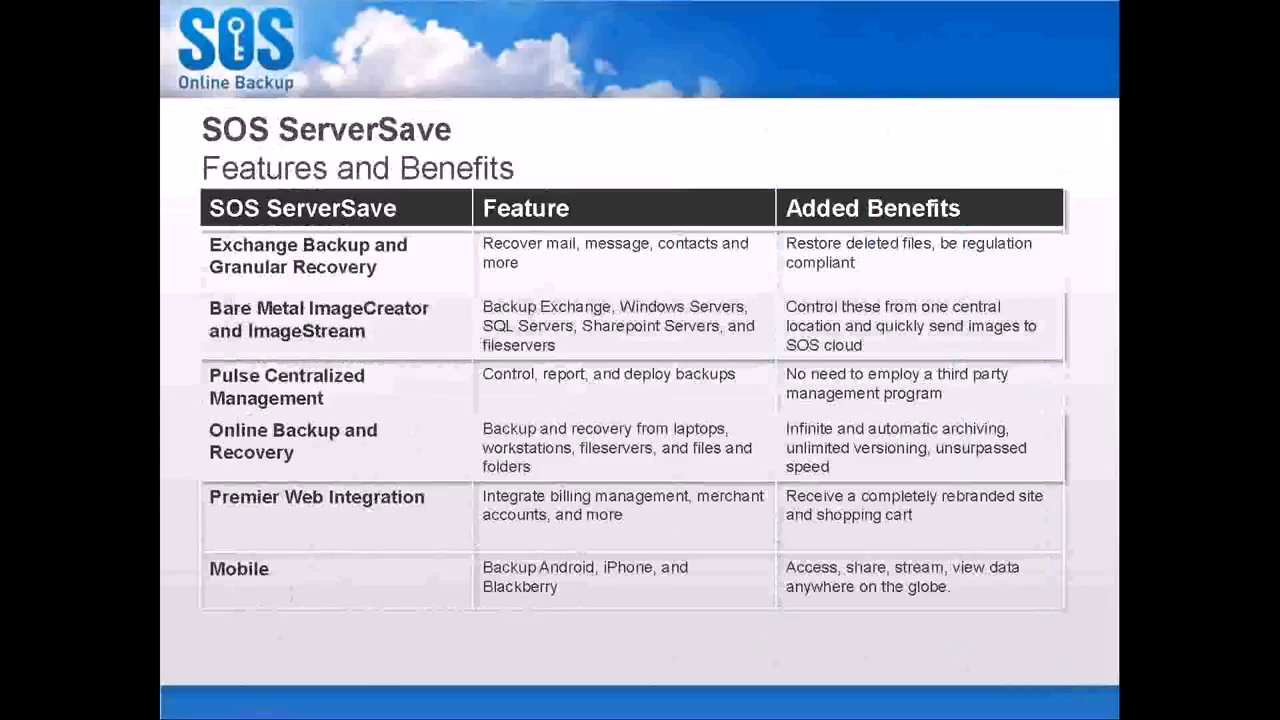 SOS
Online Backup
SOS ServerSave
Features and Benefits
SOS ServerSave
Feature
Added Benefits
Exchange Backup and
Granular Recovery
Recover mail, message, contacts and
more
Restore deleted files, be regulation
compliant
Bare Metal ImageCreator
and ImageStream
Backup Exchange, Windows Servers,
SQL Servers, Sharepoint Servers, and
fileservers
Control these from one central
location and quickly send images to
SOS cloud
Pulse Centralized
Management
Control, report, and deploy backups
No need to employ a third party
management program
Online Backup and
Recovery
Backup and recovery from laptops,
workstations, fileservers, and files and
folders
Infinite and automatic archiving,
unlimited versioning, unsurpassed
speed
Premier Web Integration
Integrate billing management, merchant
accounts, and more
Receive a completely rebranded site
and shopping cart
Mobile
Backup Android, iPhone, and
Blackberry
Access, share, stream, view data
anywhere on the globe.